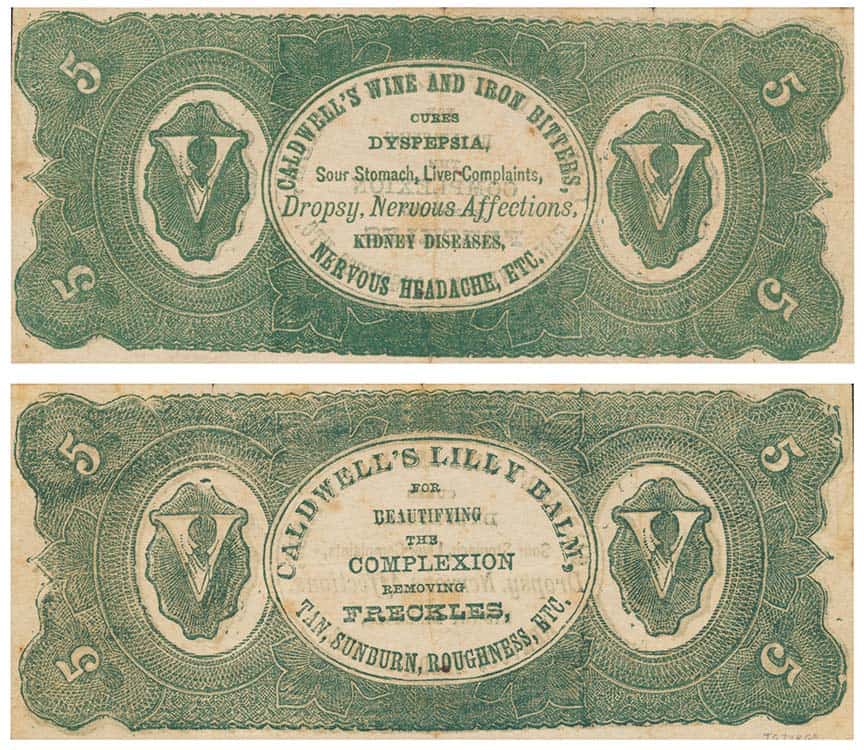 5 5
CALDWELL'S WINE AND IRON BITTERS,
CURES
DYSPEPSIA,
Sour Stomach, Liver Complaints,
Dropsy, Nervous Affections,
KIDNEY DISEASES,
NERVOUS HEADACHE, ETC.
V V
5 5
5 5
CALDWELL'S LILLY BALM,
FOR
BEAUTIFYING
THE
COMPLEXION
REMOVING
FRECKLES,
TAN, SUNBURN, ROUGHNESS, ETC.
V V
5 5